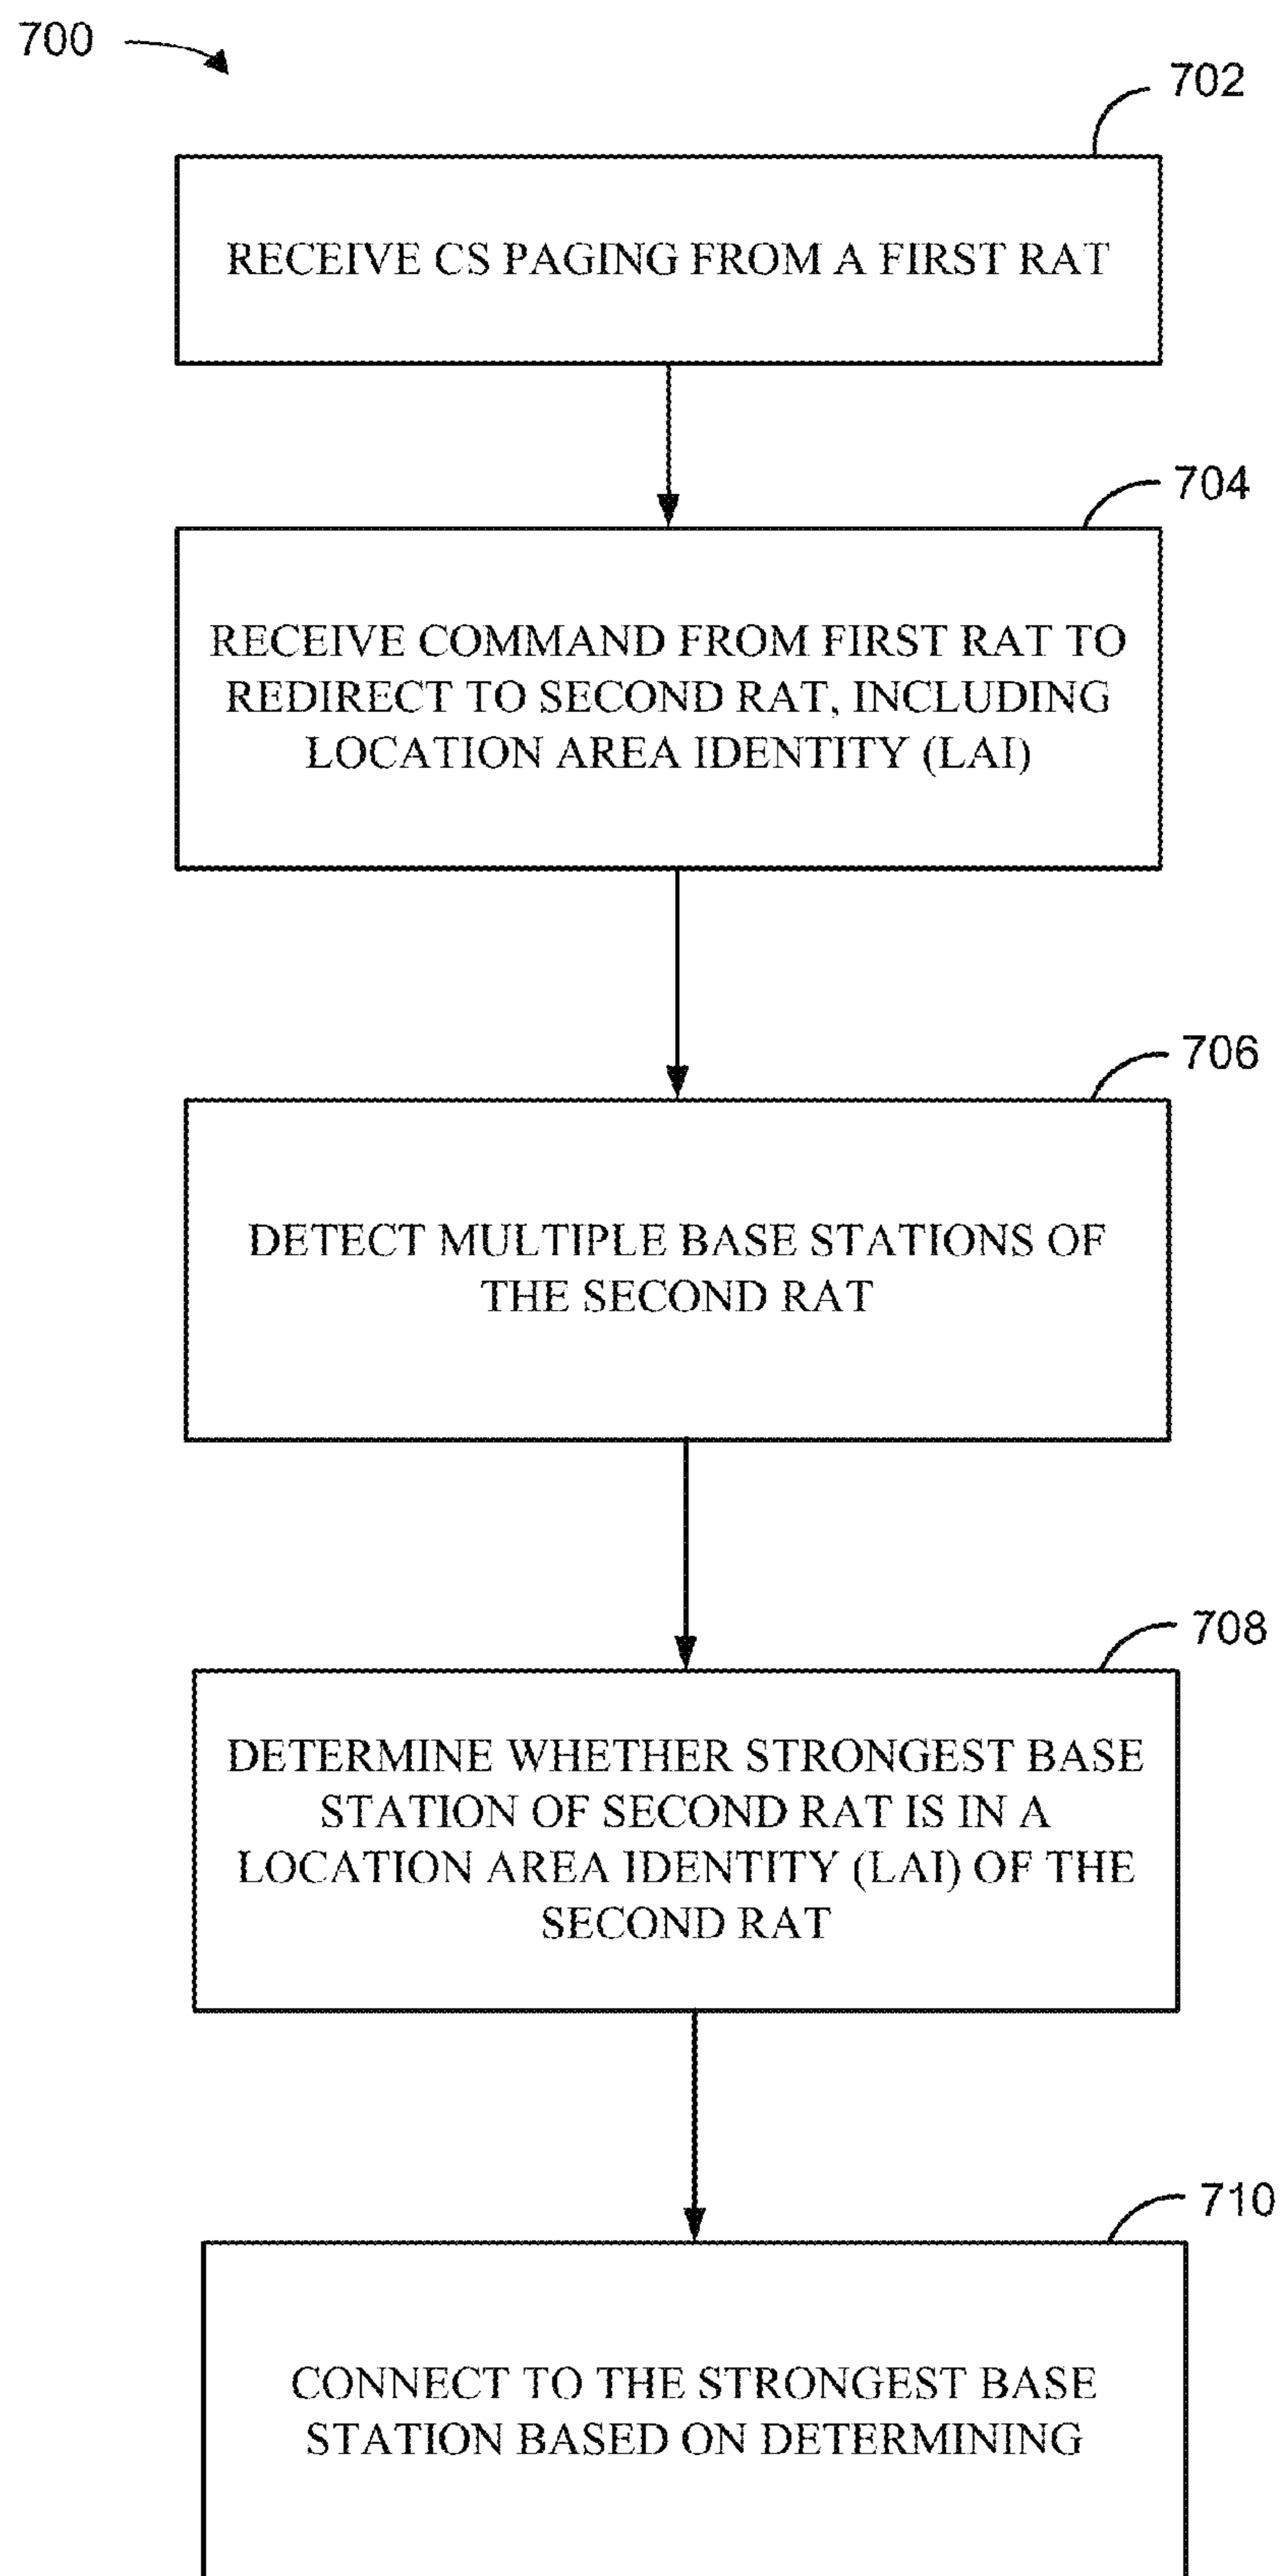 700
702
RECEIVE CS PAGING FROM A FIRST RAT
704
RECEIVE COMMAND FROM FIRST RAT TO
REDIRECT TO SECOND RAT, INCLUDING
LOCATION AREA IDENTITY (LAI)
706
DETECT MULTIPLE BASE STATIONS OF
THE SECOND RAT
708
DETERMINE WHETHER STRONGEST BASE
STATION OF SECOND RAT IS IN A
LOCATION AREA IDENTITY (LAI) OF THE
SECOND RAT
710
CONNECT TO THE STRONGEST BASE
STATION BASED ON DETERMINING